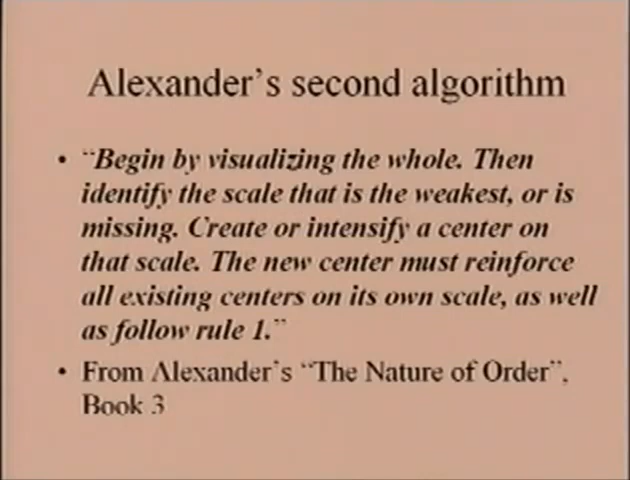 Alexander's second algorithm
• "Begin by visualizing the whole. Then
identify the scale that is the weakest, or is
missing. Create or intensify a center on
that scale. The new center must reinforce
all existing centers on its own scale, as well
as follow rule 1."
• From Alexander's "The Nature of Order",
Book 3